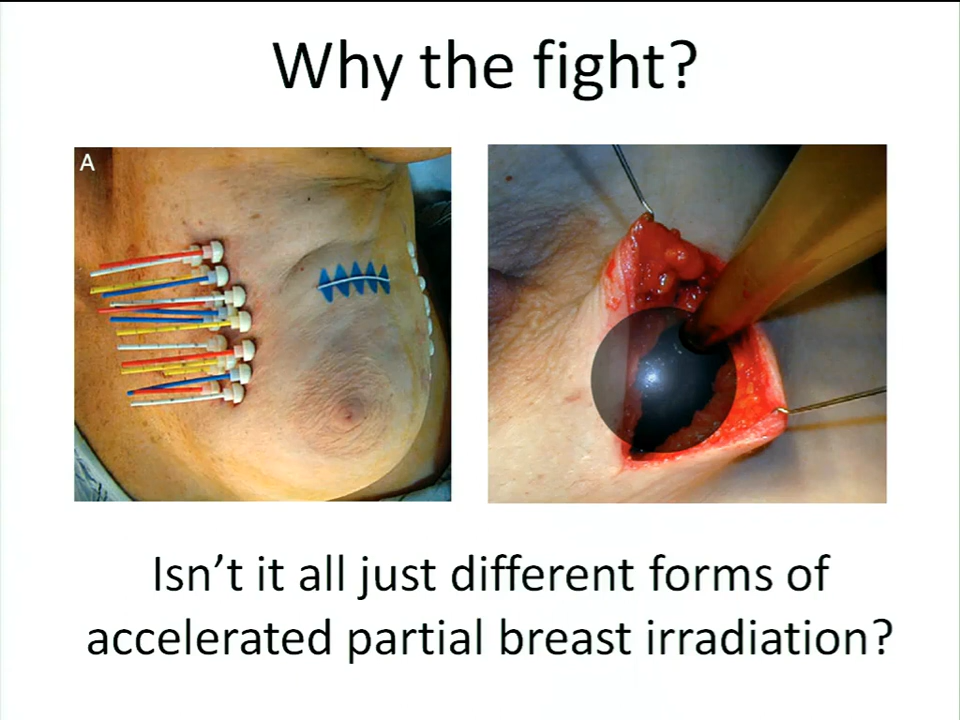 Why the fight?
A
Isn't it all just different forms of
accelerated partial breast irradiation?